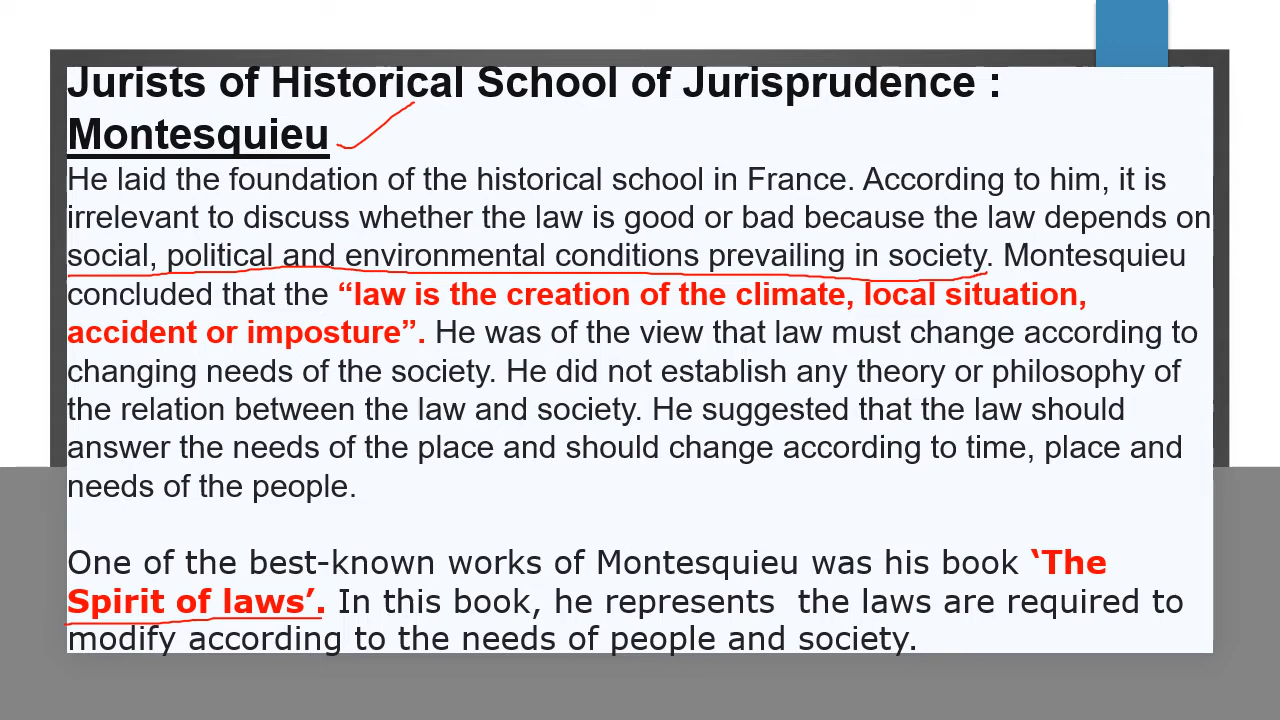 Jurists of Historical School of Jurisprudence :
Montesquieu
He laid the foundation of the historical school in France. According to him, it is
irrelevant to discuss whether the law is good or bad because the law depends on
social, political and environmental conditions prevailing in society. Montesquieu
concluded that the “law is the creation of the climate, local situation,
accident or imposture”. He was of the view that law must change according to
changing needs of the society. He did not establish any theory or philosophy of
the relation between the law and society. He suggested that the law should
answer the needs of the place and should change according to time, place and
needs of the people.
One of the best-known works of Montesquieu was his book ‘The
Spirit of laws’. In this book, he represents  the laws are required to
modify according to the needs of people and society.